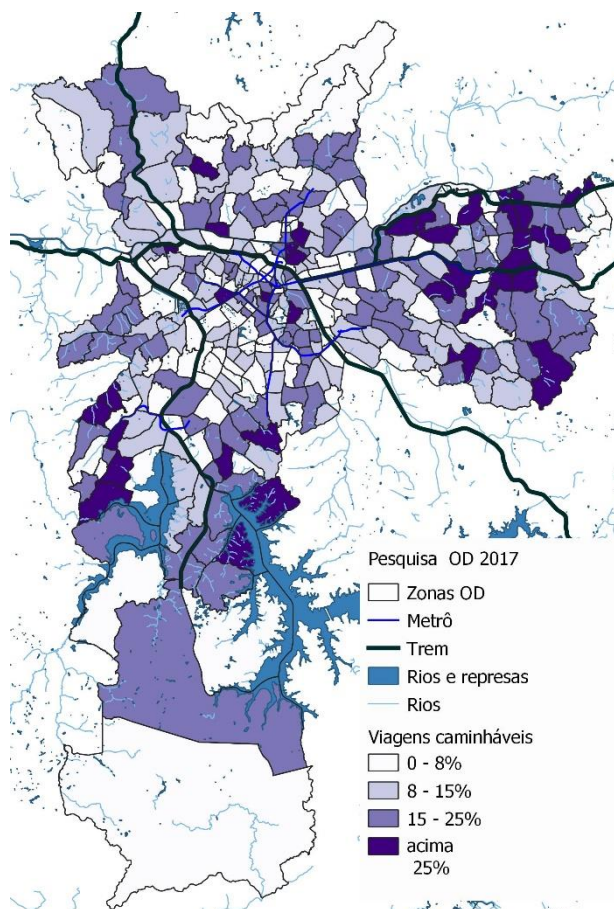 Pesquisa OD 2017
Zonas OD
Metrô
Trem
Rios e represas
Rios
Viagens caminháveis
0 - 8%
8 - 15%
15 - 25%
acima
25%